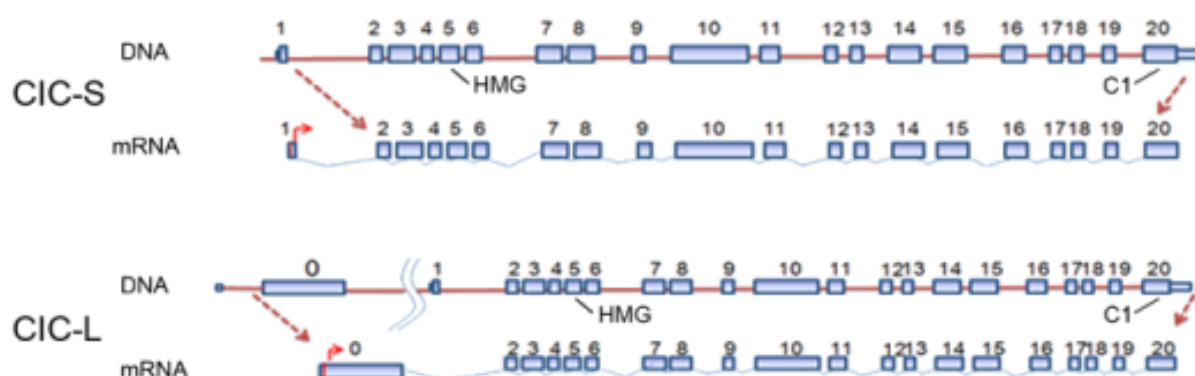 1 2 3 4 5 6 7 8 9 10 11 12 13 14 15 16 17 18 19 20
DNA
HMG C1
CIC-S
1 2 3 4 5 6 7 8 9 10 11 12 13 14 15 16 17 18 19 20
mRNA
0 1 2 3 4 5 6 7 8 9 10 11 12 13 14 15 16 17 18 19 20
DNA
HMG C1
CIC-L
0 2 3 4 5 6 7 8 9 10 11 12 13 14 15 16 17 18 19 20
mRNA